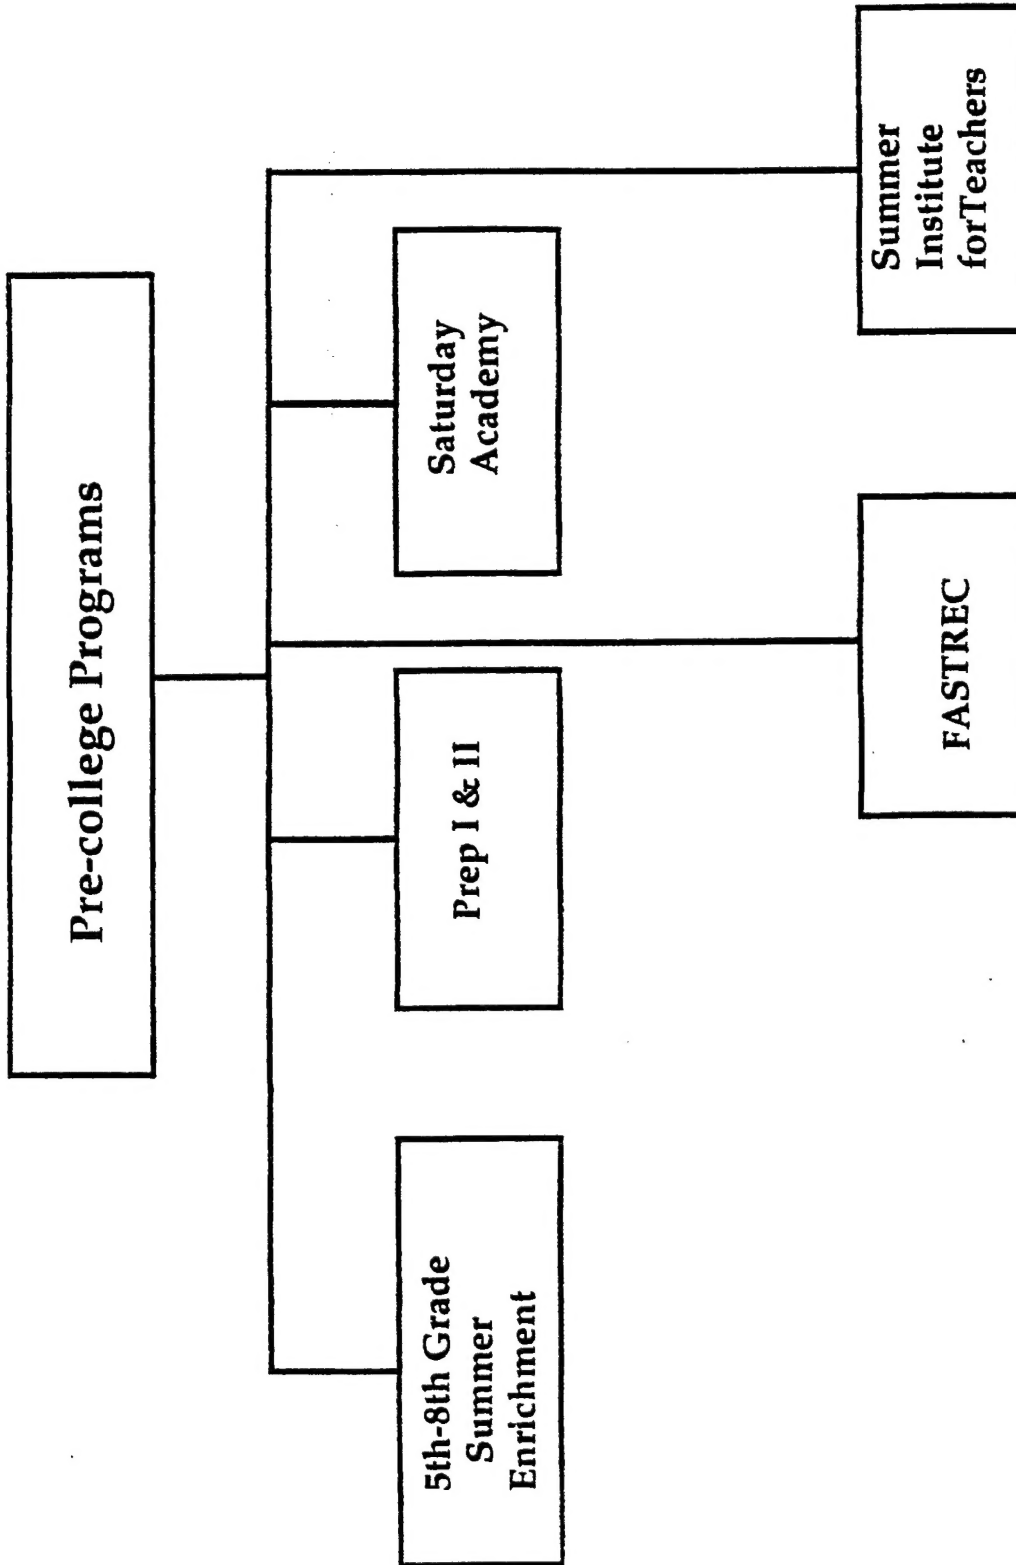 Pre-college Programs
5th-8th Grade
Summer
Enrichment
Prep I & II
Saturday
Academy
FASTREC
Summer
Institute
forTeachers